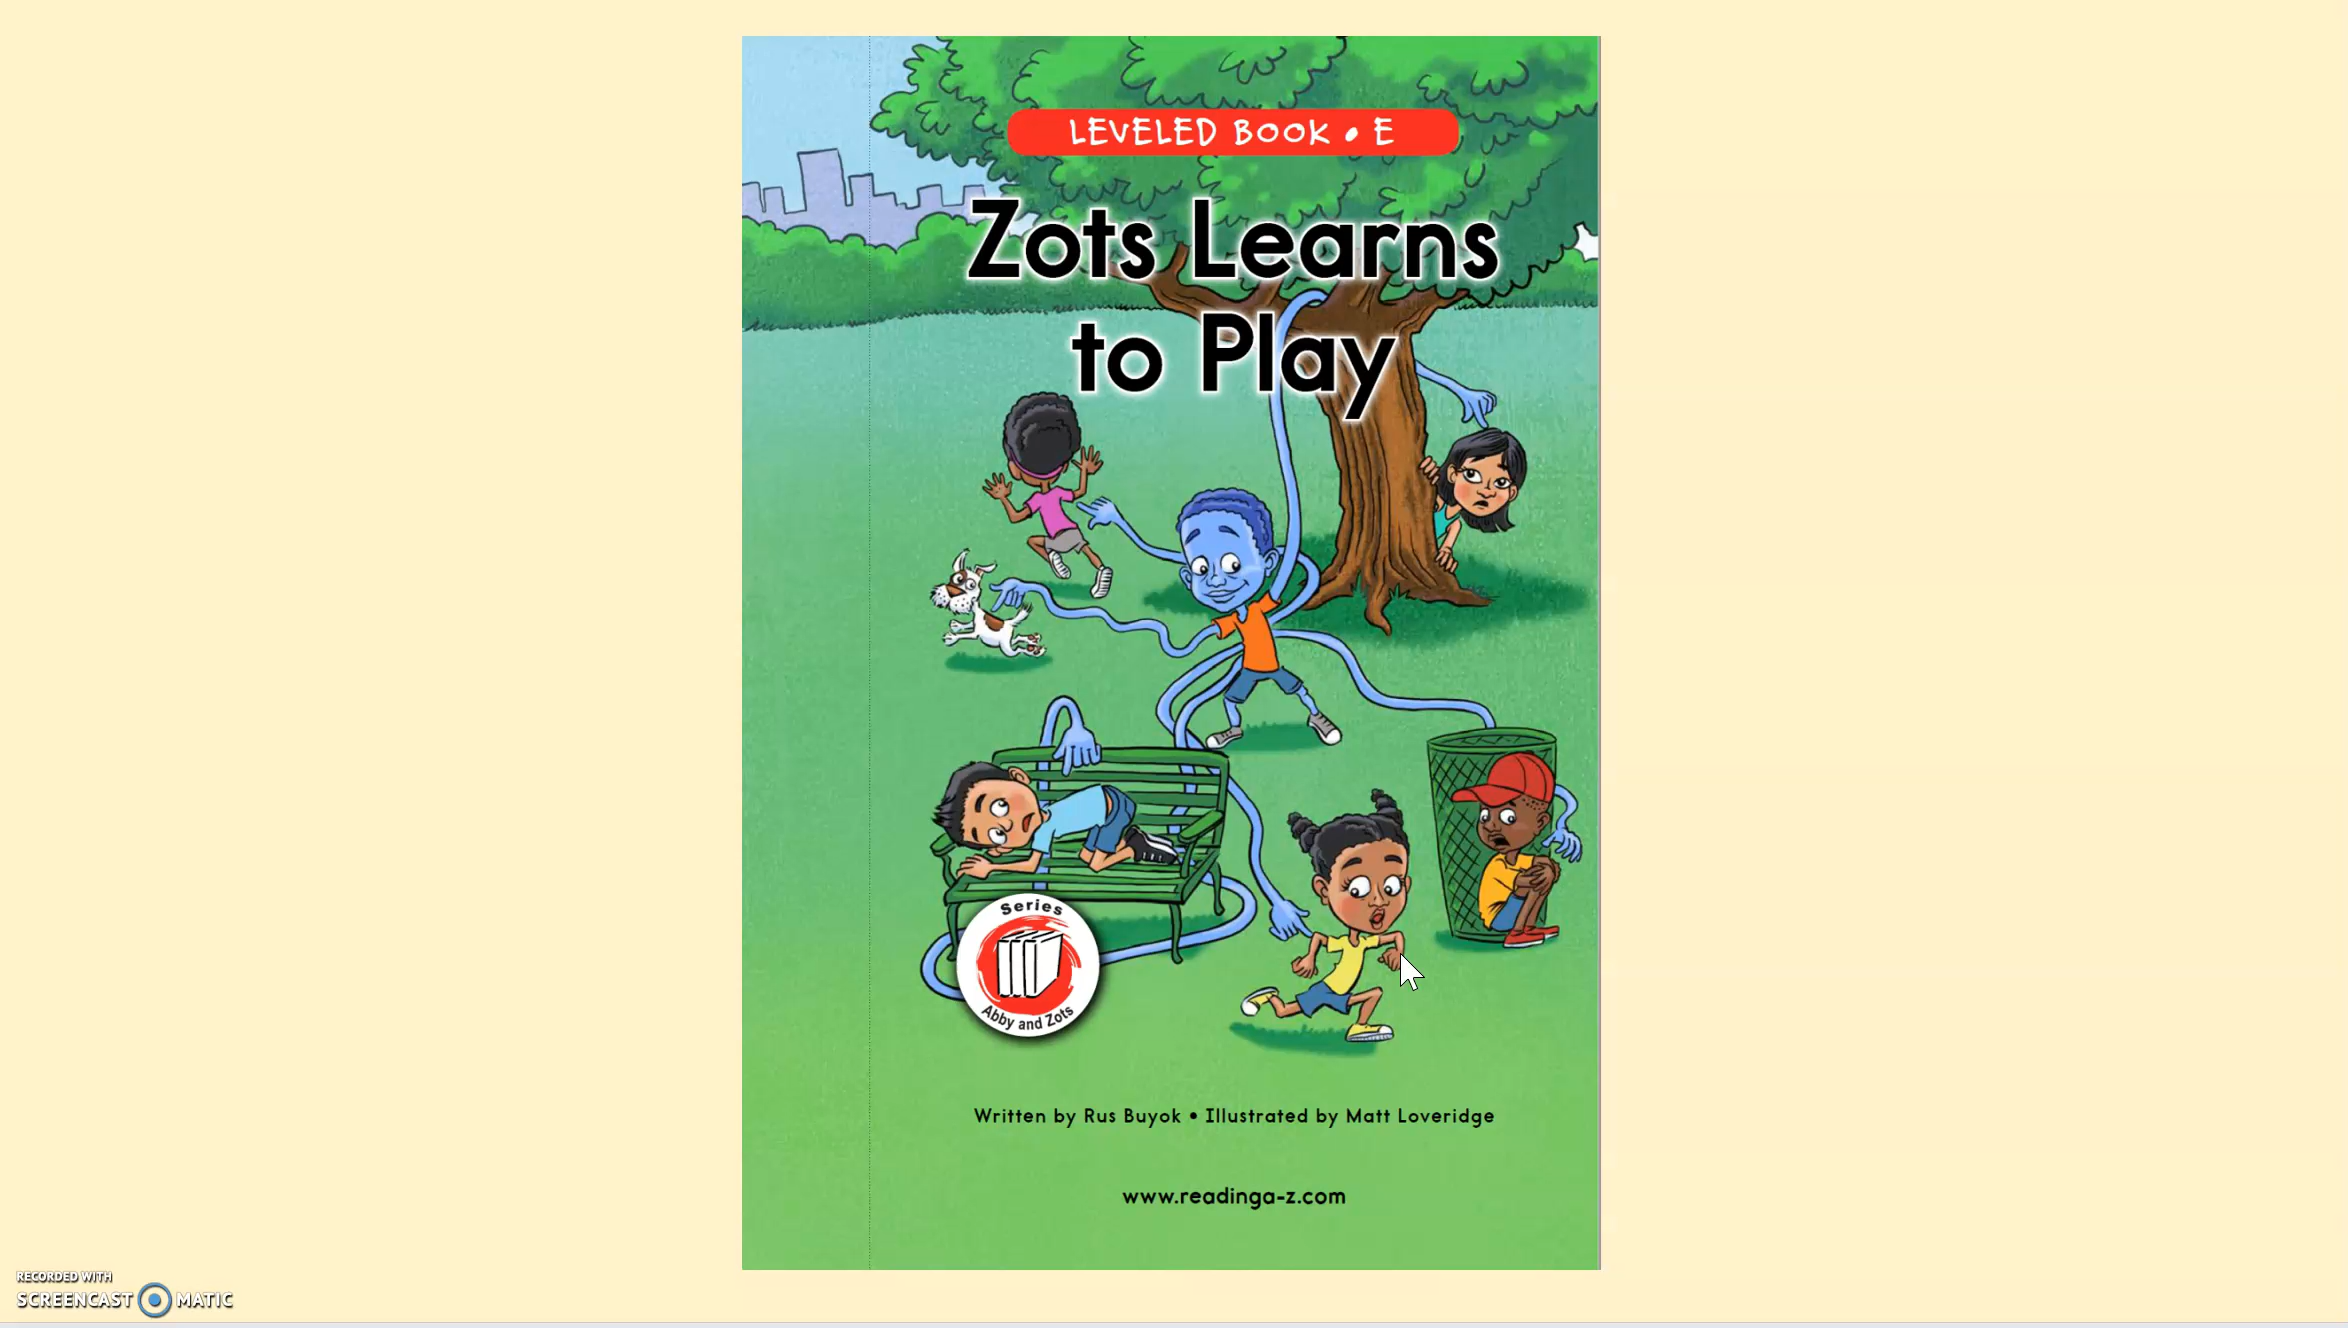 LEVELED BOOK • E
Zots Learns
to Play
Series
Abby and Zots
Written by Rus Buyok • Illustrated by Matt Loveridge
www.readinga-z.com
RECORDED WITH
SCREENCAST MATIC